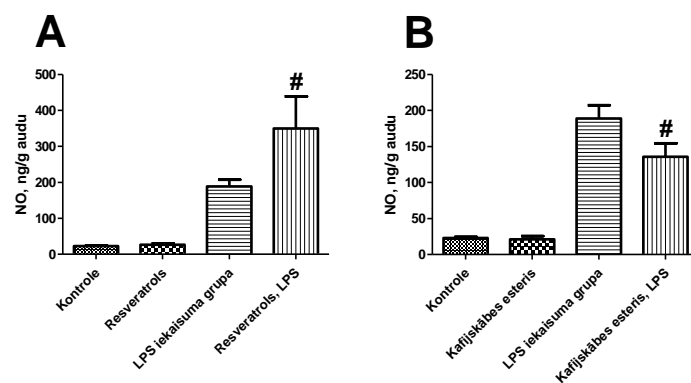 A
#
NO, ng/g audu
500
400
300
200
100
0
Kontrole
Resveratrols
LPS iekaisuma grupa
Resveratrols, LPS
B
#
NO, ng/g audu
250
200
150
100
50
0
Kontrole
Kafijskābes esteris
LPS iekaisuma grupa
Kafijskābes esteris, LPS